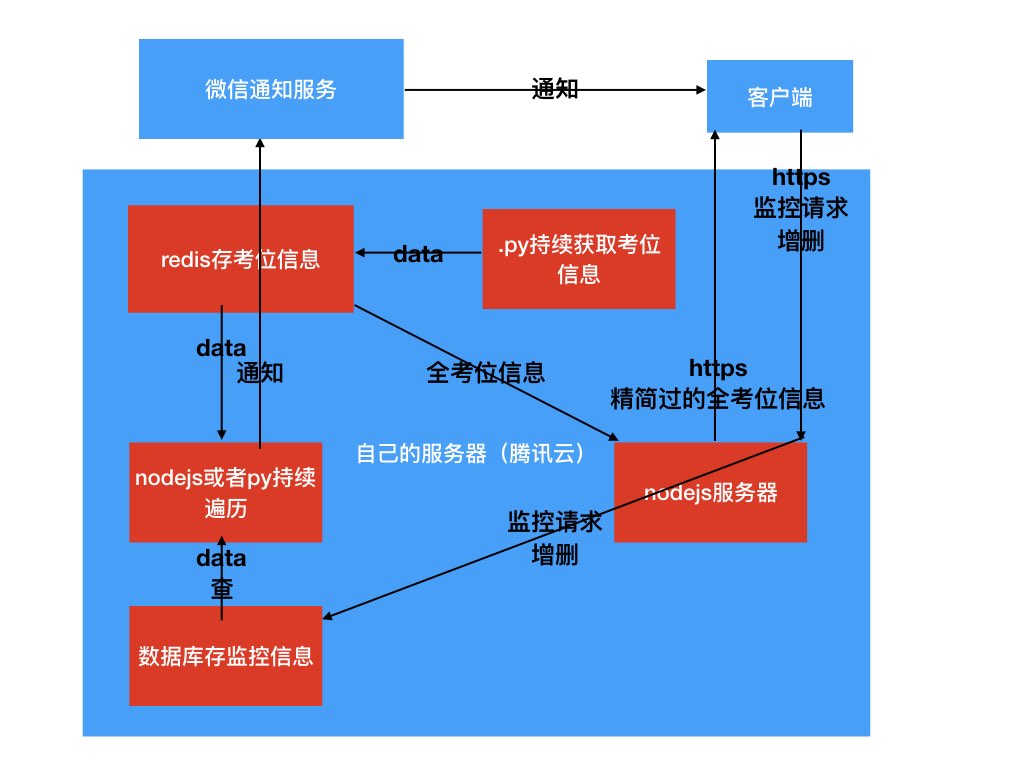 微信通知服务
通知
客户端
https
监控请求
增删
redis存考位信息
data
.py持续获取考位
信息
data
通知
全考位信息
https
精简过的全考位信息
自己的服务器（腾讯云）
nodejs或者py持续
遍历
nodejs服务器
监控请求
增删
data
查
数据库存监控信息